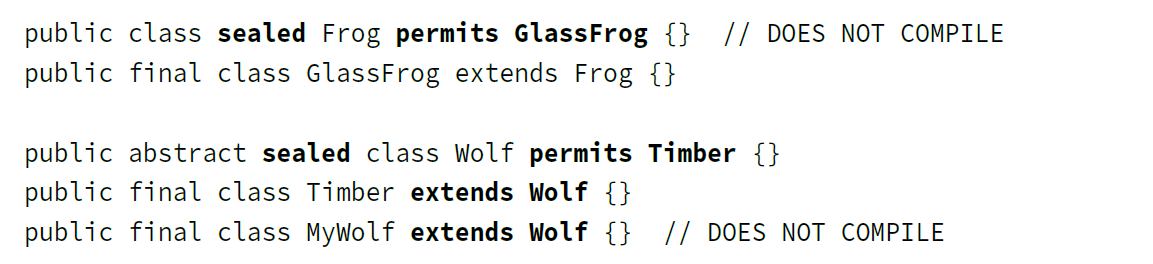 public class sealed Frog permits GlassFrog {}  // DOES NOT COMPILE
public final class GlassFrog extends Frog {}

public abstract sealed class Wolf permits Timber {}
public final class Timber extends Wolf {}
public final class MyWolf extends Wolf {}  // DOES NOT COMPILE